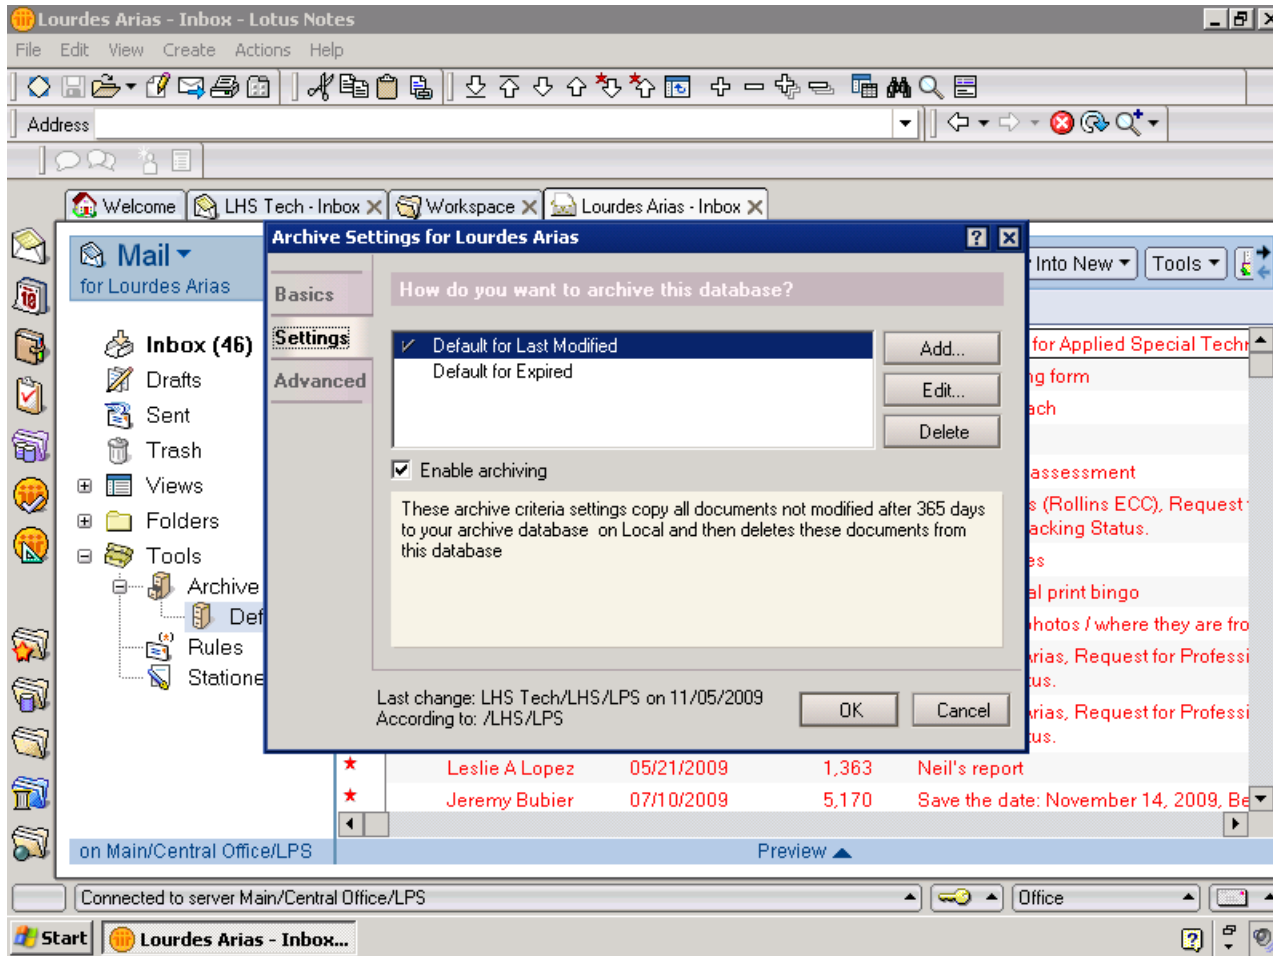 Lourdes Arias - Inbox - Lotus Notes
File Edit View Create Actions Help
Address
Welcome LHS Tech - Inbox Workspace Lourdes Arias - Inbox
Mail
for Lourdes Arias
Into New Tools
Archive Settings for Lourdes Arias
Basics
Settings
Advanced
How do you want to archive this database?
Default for Last Modified
Default for Expired
Add...
Edit...
Delete
Enable archiving
These archive criteria settings copy all documents not modified after 365 days
to your archive database on Local and then deletes these documents from
this database
Last change: LHS Tech/LHS/LPS on 11/05/2009
According to: /LHS/LPS
OK Cancel
Inbox (46)
Drafts
Sent
Trash
Views
Folders
Tools
Archive
Def
Rules
Statione
for Applied Special Techn
ng form
ach
assessment
s (Rollins ECC), Request
acking Status.
es
al print bingo
hotos / where they are fro
Arias, Request for Professi
tus.
Arias, Request for Professi
tus.
Leslie A Lopez 05/21/2009 1,363 Neil's report
Jeremy Bubier 07/10/2009 5,170 Save the date: November 14, 2009, Be
on Main/Central Office/LPS
Preview
Connected to server Main/Central Office/LPS
Office
Start Lourdes Arias - Inbox...